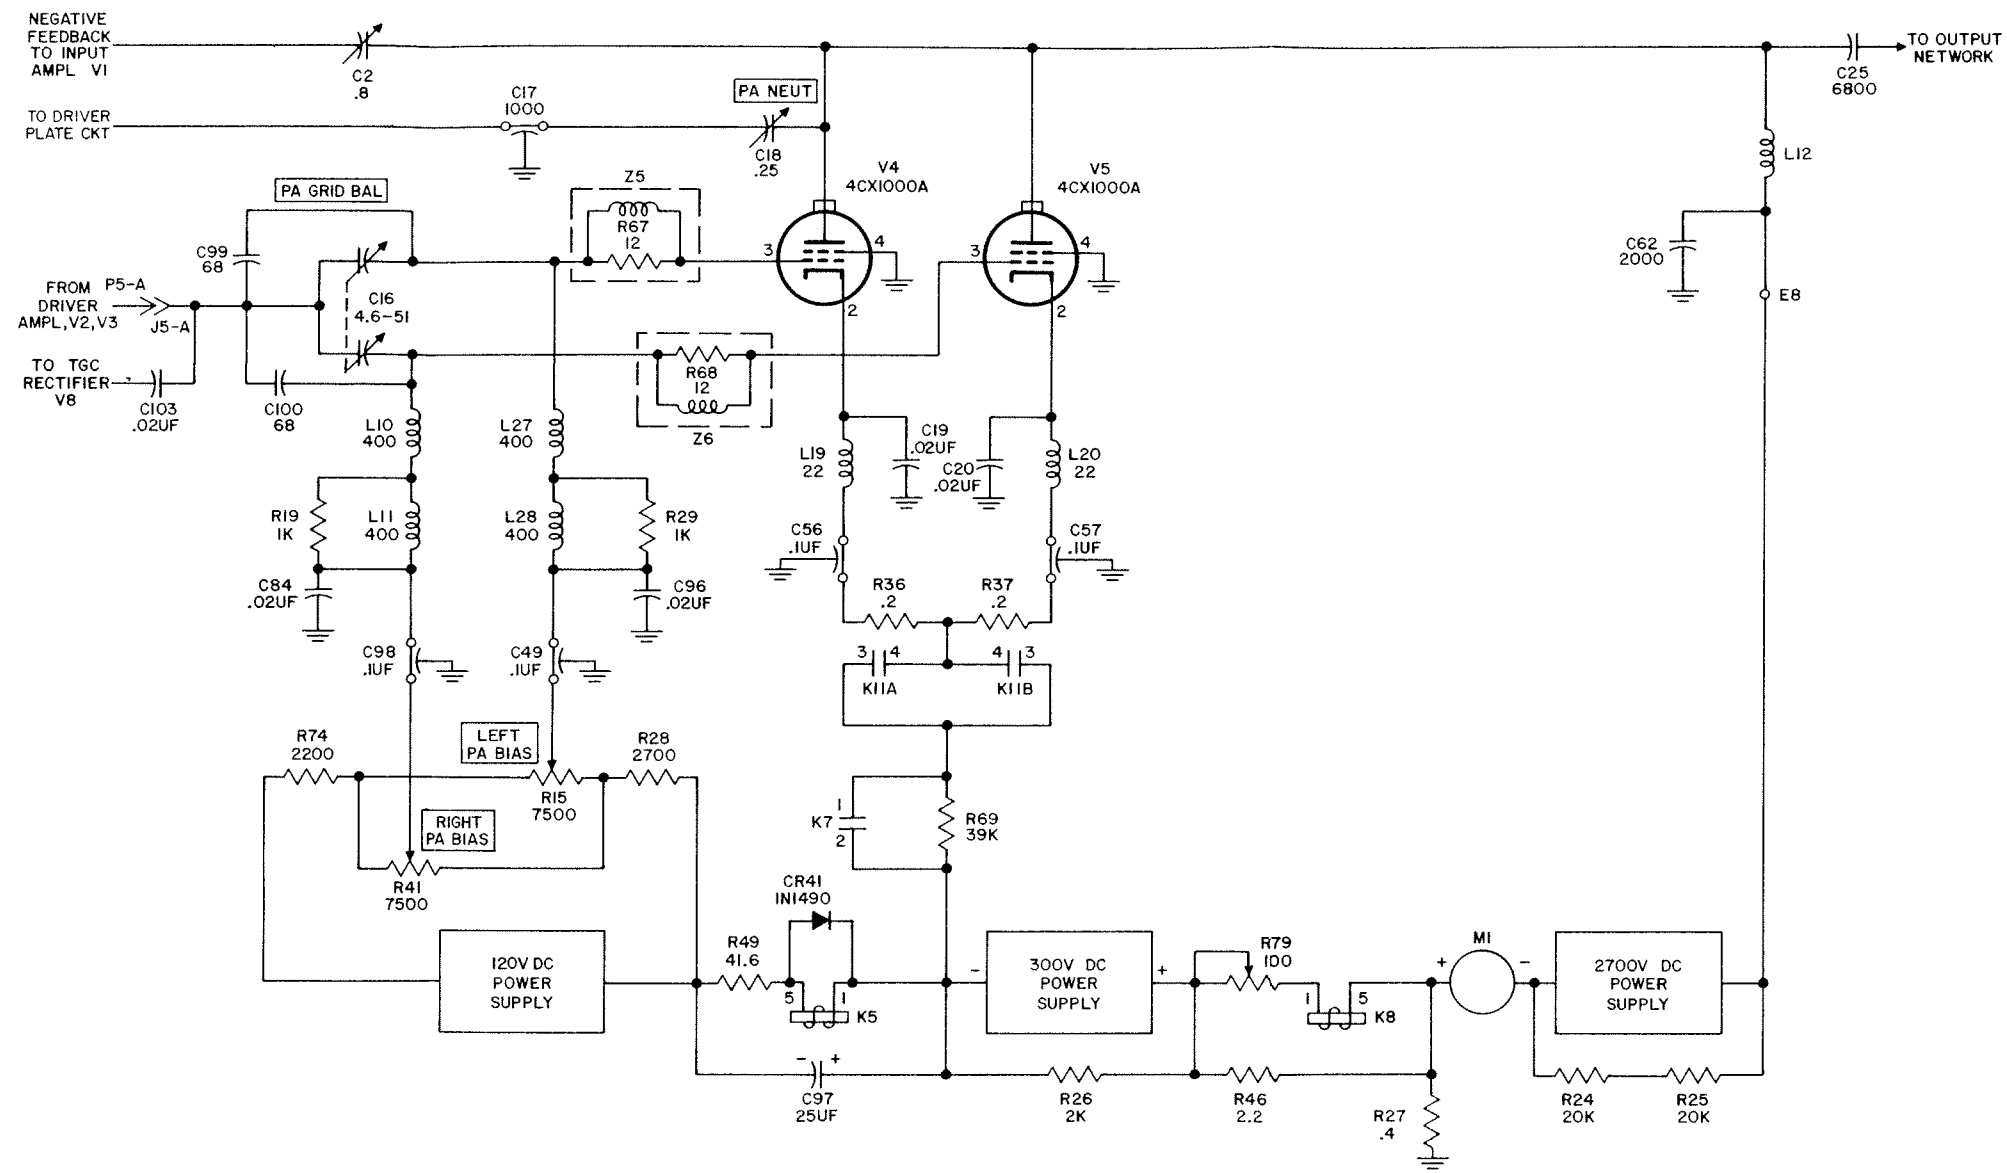 NEGATIVE
FEEDBACK
TO INPUT
AMPL V1
C2
.8
TO DRIVER
PLATE CKT
C17
1000
PA NEUT
C18
.25
C25
6800
TO OUTPUT
NETWORK
L12
C62
2000
E8
PA GRID BAL
C99
68
FROM
DRIVER
AMPL, V2, V3
P5-A
J5-A
C16
4.6-51
TO TGC
RECTIFIER
V8
C103
.02UF
C100
68
Z5
R67
12
V4
4CX1000A
3
4
2
V5
4CX1000A
3
4
2
R68
12
Z6
L10
400
L27
400
R19
1K
L11
400
L28
400
R29
1K
C84
.02UF
C96
.02UF
C98
.1UF
C49
.1UF
L19
22
C19
.02UF
C20
.02UF
L20
22
C56
.1UF
C57
.1UF
R36
.2
R37
.2
3 4
K11A
4 3
K11B
R74
2200
LEFT
PA BIAS
R28
2700
R15
7500
RIGHT
PA BIAS
R41
7500
1
K7
2
R69
39K
CR41
1N1490
120V DC
POWER
SUPPLY
R49
41.6
5 1
K5
-
300V DC
POWER
SUPPLY
+
R79
100
1 5
K8
M1
+ -
2700V DC
POWER
SUPPLY
- +
C97
25UF
R26
2K
R46
2.2
R27
.4
R24
20K
R25
20K